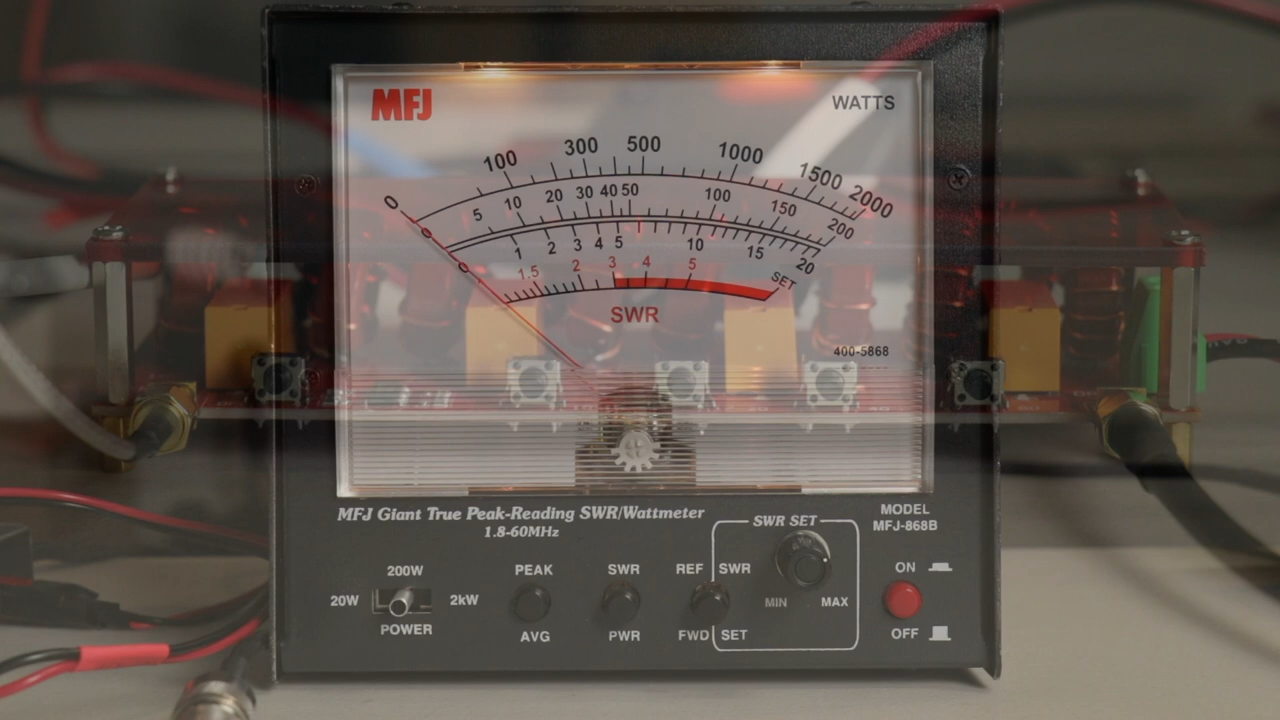 MFJ
WATTS
0 100 300 500 1000 1500 2000
0 5 10 20 30 40 50 100 150 200
0 1 2 3 4 5 10 15 20
1.5 2 3 4 5 SET
SWR
400-5868
MFJ Giant True Peak-Reading SWR/Wattmeter
1.8-60MHz
MODEL
MFJ-868B
SWR SET
200W
20W 2kW
POWER
PEAK
AVG
SWR
PWR
REF SWR
FWD SET
MIN MAX
ON
OFF